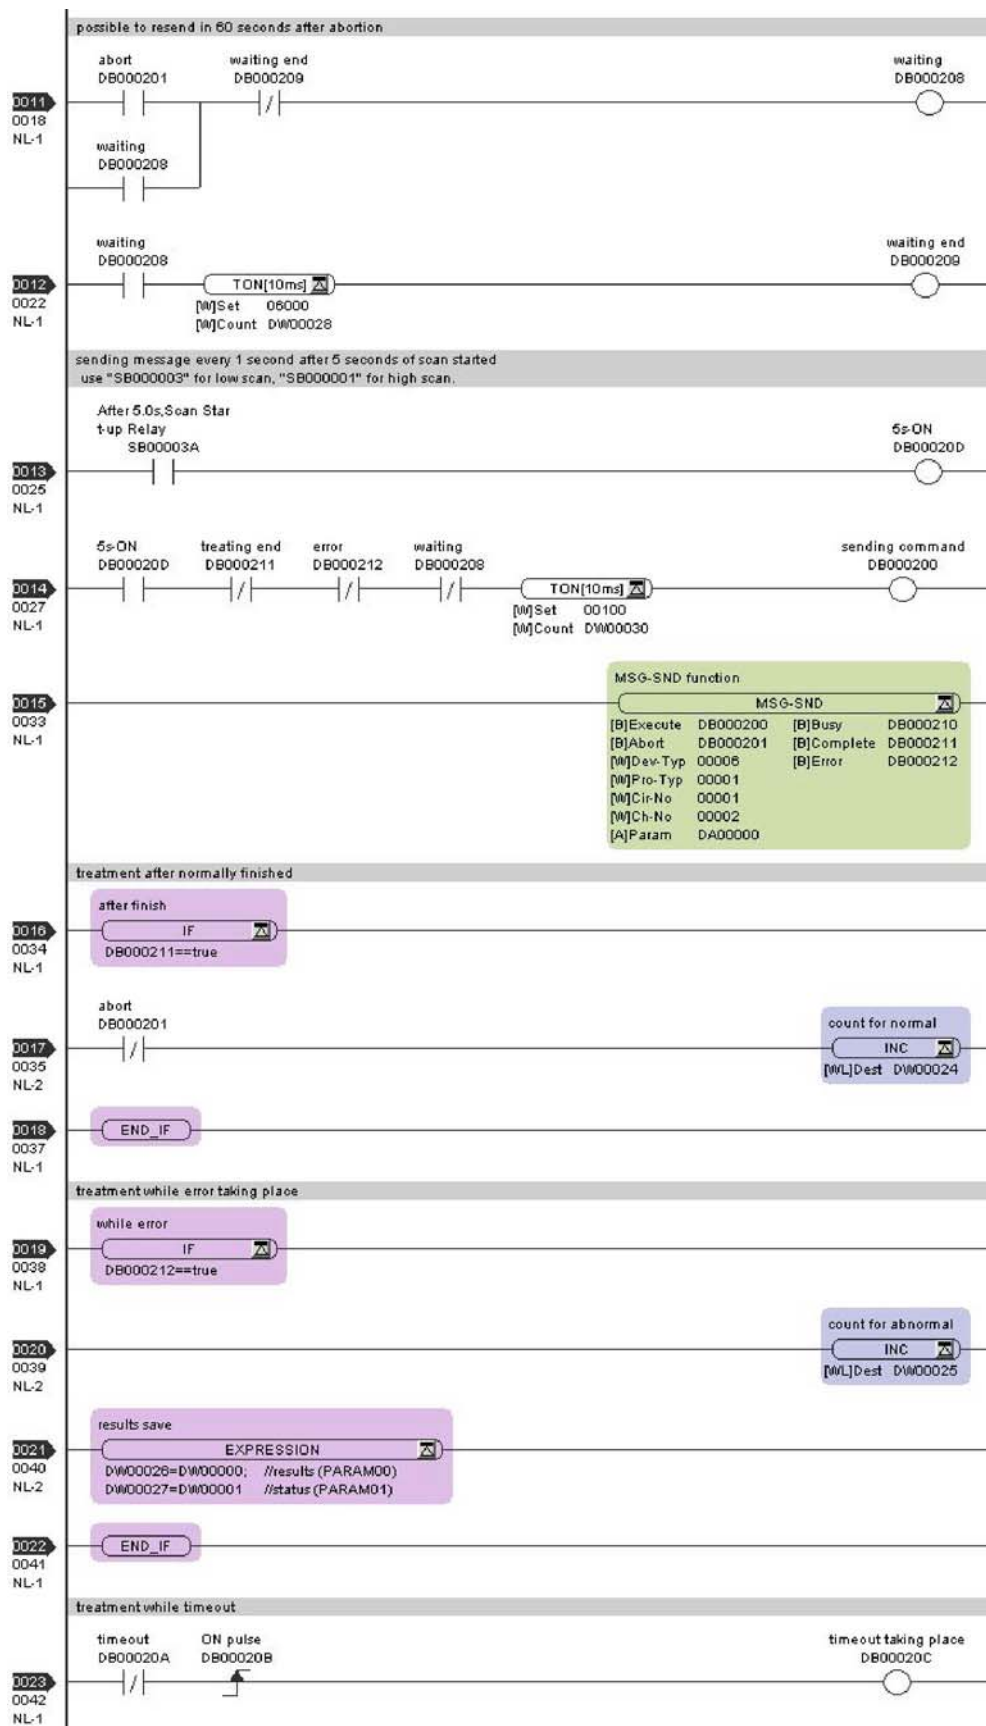 possible to resend in 60 seconds after abortion
abort
DB000201
waiting end
DB000209
waiting
DB000208
0011
0018
NL-1
waiting
DB000208
waiting
DB000208
waiting end
DB000209
0012
0022
NL-1
TON[10ms]
[W]Set 06000
[W]Count DW00028
sending message every 1 second after 5 seconds of scan started
use "SB000003" for low scan, "SB000001" for high scan.
After 5.0s,Scan Star
t-up Relay
SB00003A
5s-ON
DB00020D
0013
0025
NL-1
5s-ON
DB00020D
treating end
DB000211
error
DB000212
waiting
DB000208
sending command
DB000200
0014
0027
NL-1
TON[10ms]
[W]Set 00100
[W]Count DW00030
MSG-SND function
0015
0033
NL-1
MSG-SND
[B]Execute DB000200 [B]Busy DB000210
[B]Abort DB000201 [B]Complete DB000211
[W]Dev-Typ 00006 [B]Error DB000212
[W]Pro-Typ 00001
[W]Cir-No 00001
[W]Ch-No 00002
[A]Param DA00000
treatment after normally finished
after finish
0016
0034
NL-1
IF
DB000211==true
abort
DB000201
count for normal
0017
0035
NL-2
INC
[WL]Dest DW00024
0018
0037
NL-1
END_IF
treatment while error taking place
while error
0019
0038
NL-1
IF
DB000212==true
count for abnormal
0020
0039
NL-2
INC
[WL]Dest DW00025
results save
0021
0040
NL-2
EXPRESSION
DW00026=DW00000; //results (PARAM00)
DW00027=DW00001 //status (PARAM01)
0022
0041
NL-1
END_IF
treatment while timeout
timeout
DB00020A
ON pulse
DB00020B
timeout taking place
DB00020C
0023
0042
NL-1